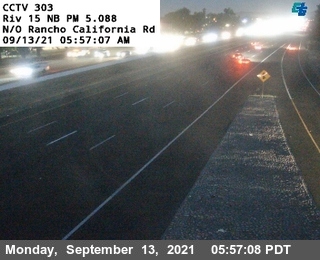 CCTV 303
Riv 15 NB PM 5.088
N/O Rancho California Rd
09/13/21 05:57:07 AM
Monday, September 13, 2021 05:57:08 PDT